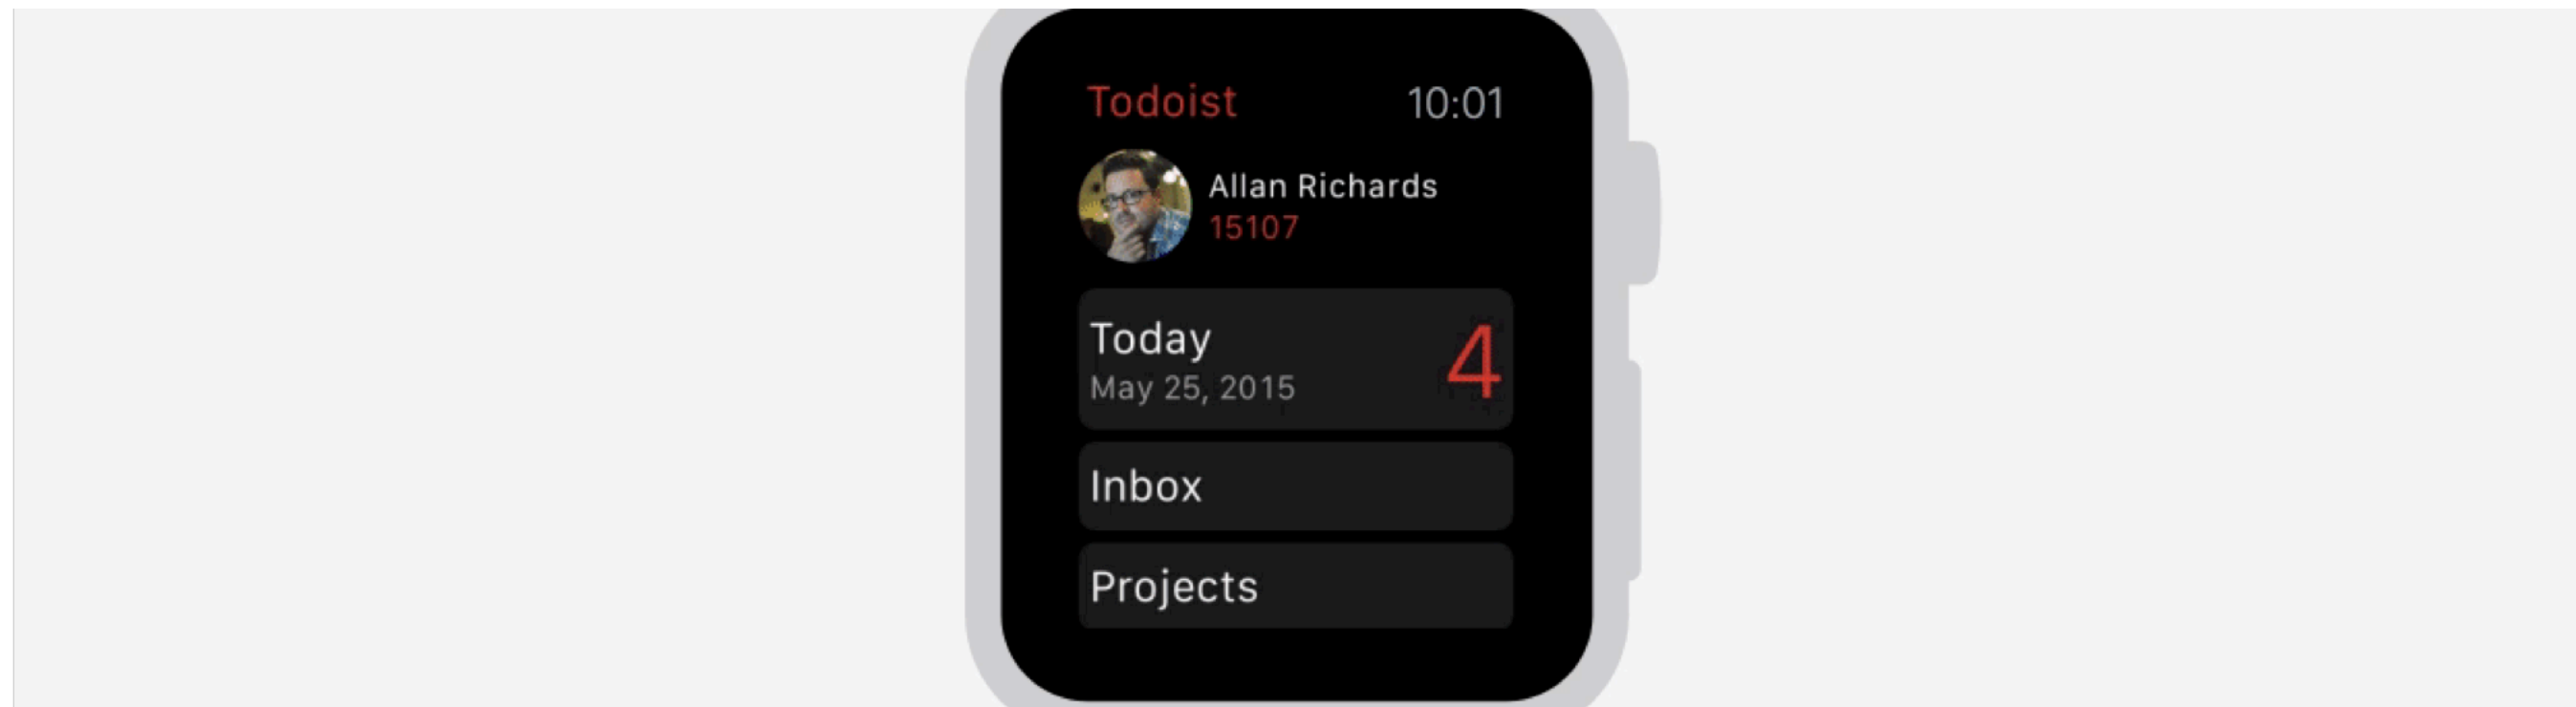 Todoist 10:01
Allan Richards
15107
Today 4
May 25, 2015
Inbox
Projects